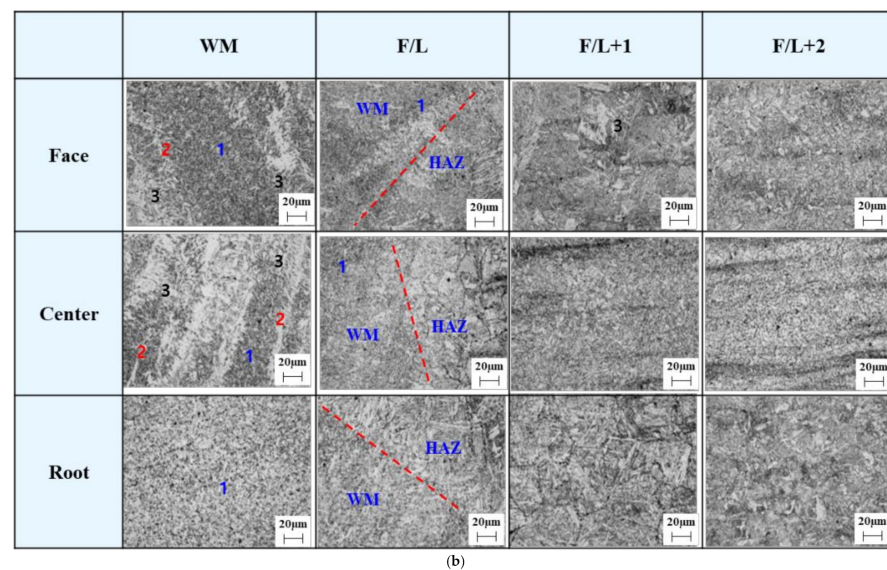 WM F/L F/L+1 F/L+2
Face
2 1 3 3 20μm
WM 1 HAZ 20μm
3 20μm
20μm
Center
3 3 2 2 1 20μm
1 WM HAZ 20μm
20μm
20μm
Root
1 20μm
HAZ WM 20μm
20μm
20μm
(b)